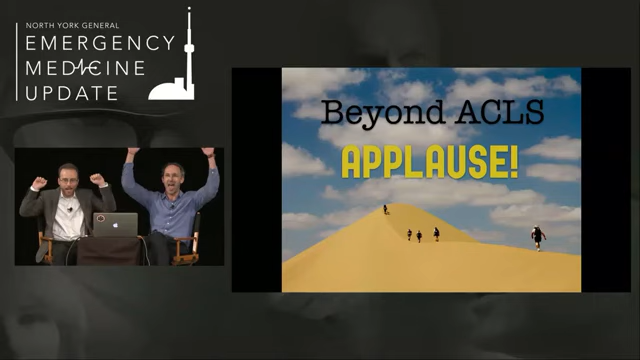 NORTH YORK GENERAL
EMERGENCY
MEDICINE
UPDATE
Beyond ACLS
APPLAUSE!